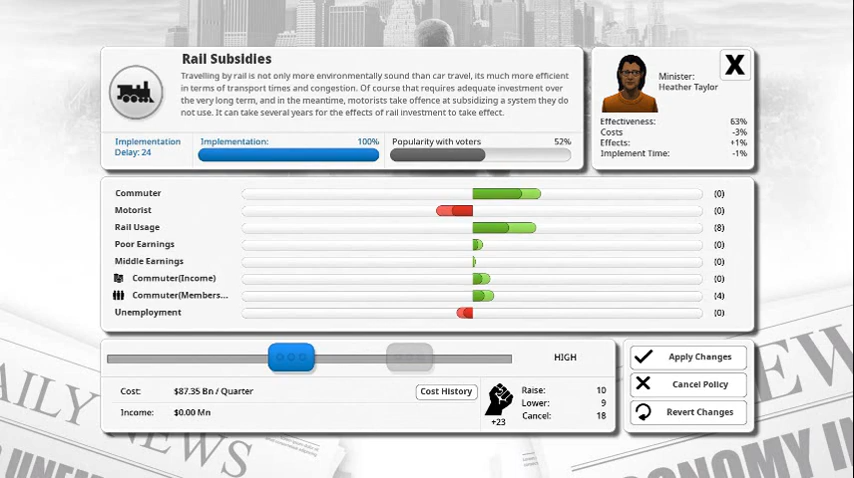 Rail Subsidies
Travelling by rail is not only more environmentally sound than car travel, its much more efficient
in terms of transport times and congestion. Of course that requires adequate investment over
the very long term, and in the meantime, motorists take offence at subsidizing a system they do
not use. It can take several years for the effects of rail investment to take effect.
Implementation
Delay: 24
Implementation: 100%
Popularity with voters 52%
X
Minister:
Heather Taylor
Effectiveness: 63%
Costs -3%
Effects: +1%
Implement Time: -1%
Commuter (0)
Motorist (0)
Rail Usage (8)
Poor Earnings (0)
Middle Earnings (0)
Commuter(Income) (0)
Commuter(Members... (4)
Unemployment (0)
HIGH
Cost: $87.35 Bn / Quarter
Cost History
Income: $0.00 Mn
+23
Raise: 10
Lower: 9
Cancel: 18
Apply Changes
Cancel Policy
Revert Changes
AILY NEWS
NEW
ONOMY IN